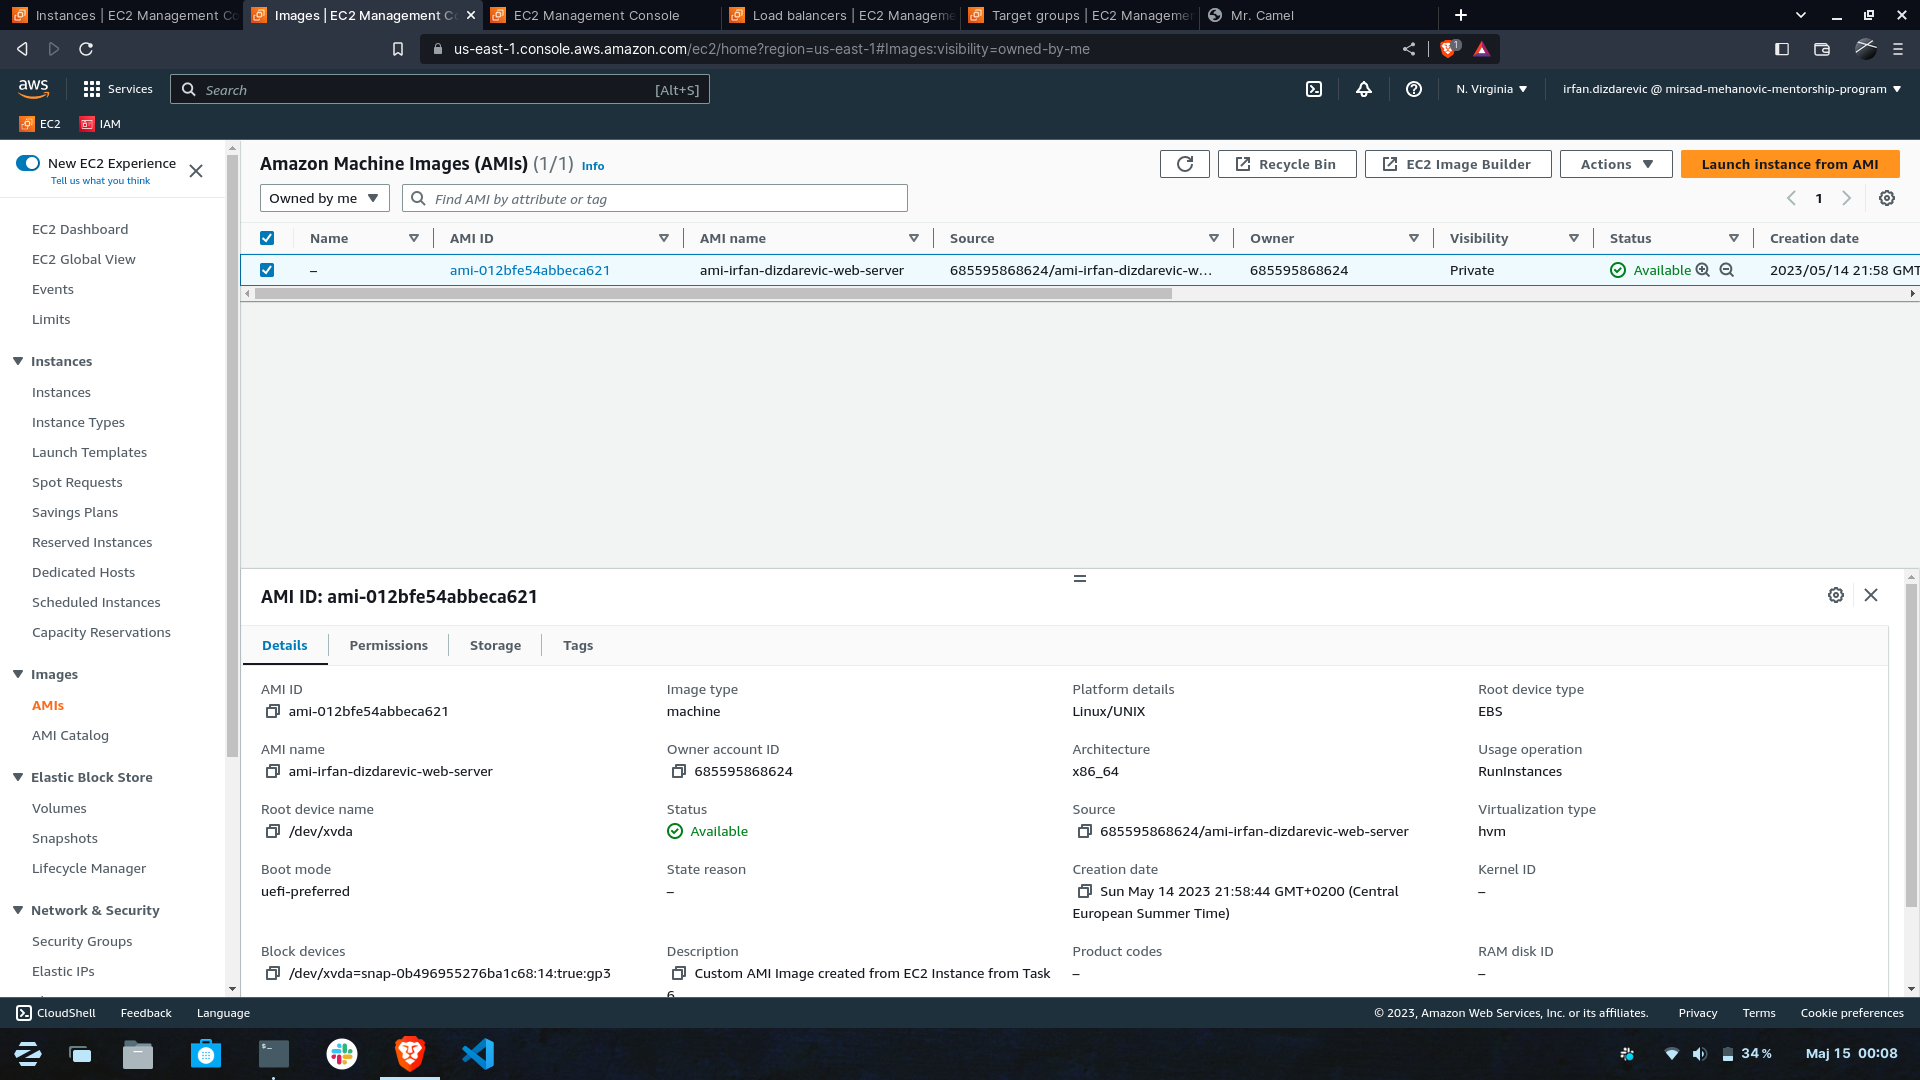 Instances | EC2 Management Co
Images | EC2 Management Co
EC2 Management Console
Load balancers | EC2 Manageme
Target groups | EC2 Managemen
Mr. Camel
us-east-1.console.aws.amazon.com/ec2/home?region=us-east-1#Images:visibility=owned-by-me
1
aws
Services
Search
[Alt+S]
N. Virginia
irfan.dizdarevic @ mirsad-mehanovic-mentorship-program
EC2
IAM
New EC2 Experience
Tell us what you think
EC2 Dashboard
EC2 Global View
Events
Limits
Instances
Instances
Instance Types
Launch Templates
Spot Requests
Savings Plans
Reserved Instances
Dedicated Hosts
Scheduled Instances
Capacity Reservations
Images
AMIs
AMI Catalog
Elastic Block Store
Volumes
Snapshots
Lifecycle Manager
Network & Security
Security Groups
Elastic IPs
Amazon Machine Images (AMIs) (1/1) Info
Recycle Bin
EC2 Image Builder
Actions
Launch instance from AMI
Owned by me
Find AMI by attribute or tag
1
Name
AMI ID
AMI name
Source
Owner
Visibility
Status
Creation date
–
ami-012bfe54abbeca621
ami-irfan-dizdarevic-web-server
685595868624/ami-irfan-dizdarevic-w...
685595868624
Private
Available
2023/05/14 21:58 GMT
AMI ID: ami-012bfe54abbeca621
Details
Permissions
Storage
Tags
AMI ID
ami-012bfe54abbeca621
Image type
machine
Platform details
Linux/UNIX
Root device type
EBS
AMI name
ami-irfan-dizdarevic-web-server
Owner account ID
685595868624
Architecture
x86_64
Usage operation
RunInstances
Root device name
/dev/xvda
Status
Available
Source
685595868624/ami-irfan-dizdarevic-web-server
Virtualization type
hvm
Boot mode
uefi-preferred
State reason
–
Creation date
Sun May 14 2023 21:58:44 GMT+0200 (Central
European Summer Time)
Kernel ID
–
Block devices
/dev/xvda=snap-0b496955276ba1c68:14:true:gp3
Description
Custom AMI Image created from EC2 Instance from Task
6
Product codes
–
RAM disk ID
–
CloudShell
Feedback
Language
© 2023, Amazon Web Services, Inc. or its affiliates.
Privacy
Terms
Cookie preferences
34 %
Maj 15 00:08